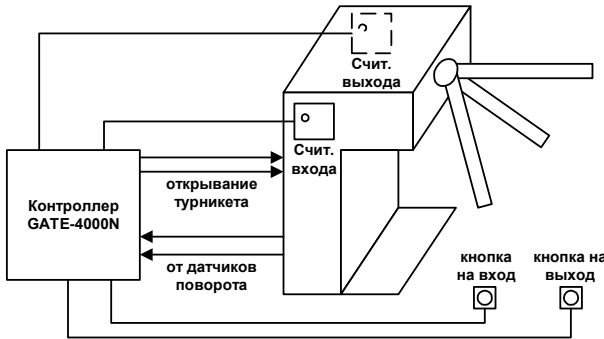 Счит.
выхода
Счит.
входа
Контроллер
GATE-4000N
открывание
турникета
от датчиков
поворота
кнопка
на вход
кнопка на
выход